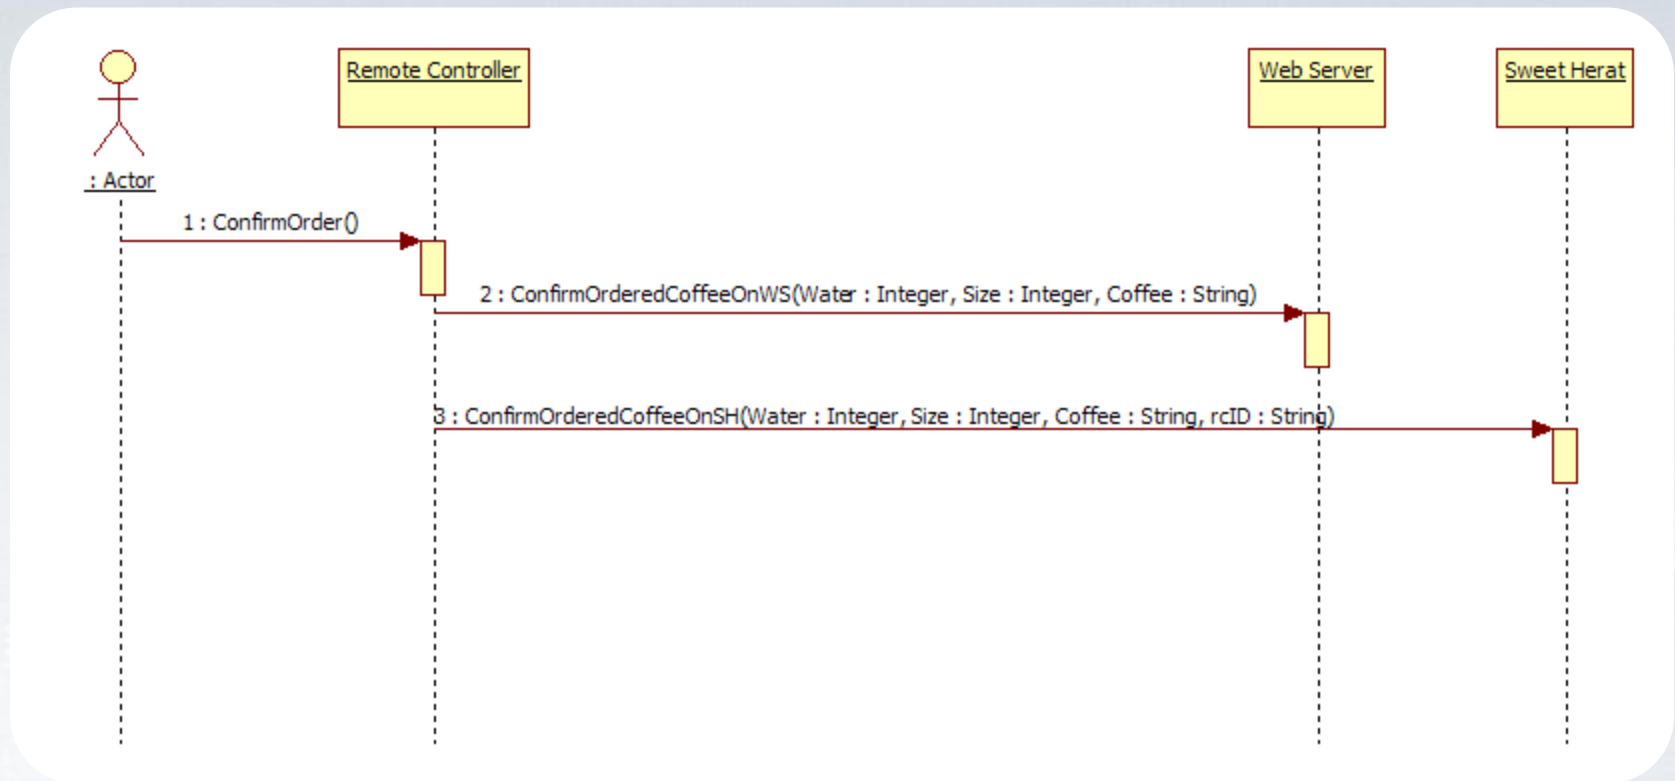 Remote Controller
Web Server
Sweet Herat
: Actor
1 : ConfirmOrder()
2 : ConfirmOrderedCoffeeOnWS(Water : Integer, Size : Integer, Coffee : String)
3 : ConfirmOrderedCoffeeOnSH(Water : Integer, Size : Integer, Coffee : String, rcID : String)